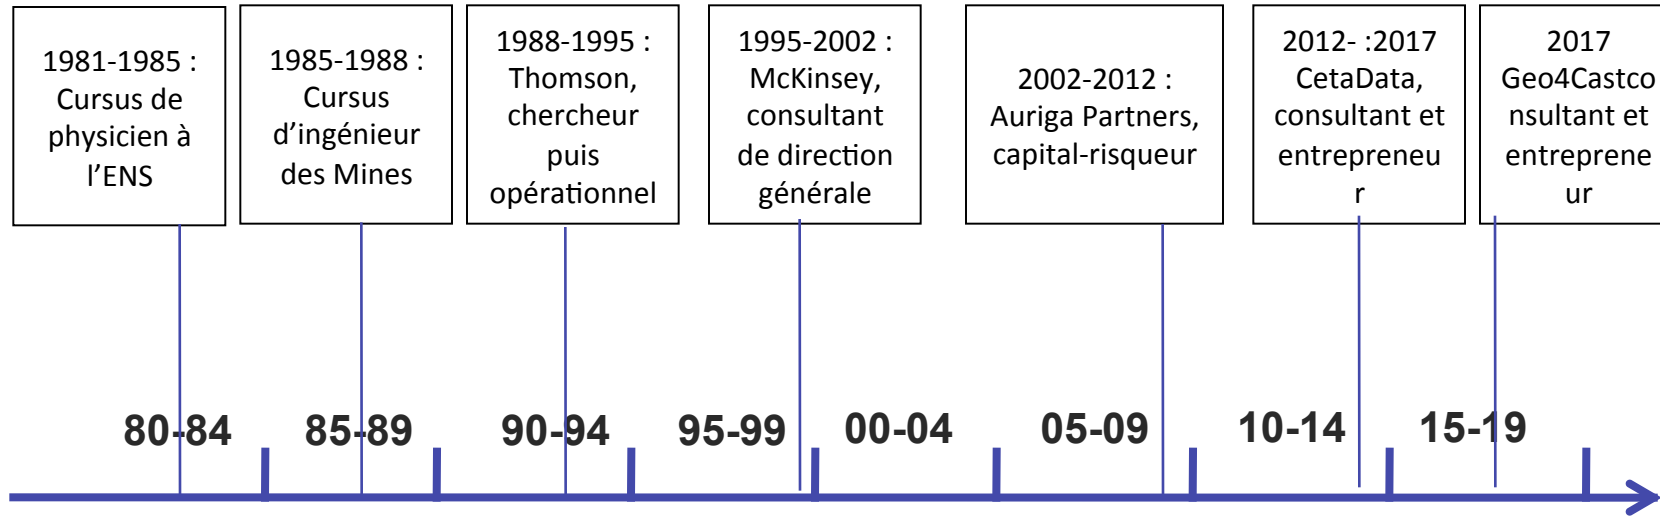 1981-1985 :
Cursus de
physicien à
l’ENS
1985-1988 :
Cursus
d’ingénieur
des Mines
1988-1995 :
Thomson,
chercheur
puis
opérationnel
1995-2002 :
McKinsey,
consultant
de direction
générale
2002-2012 :
Auriga Partners,
capital-risqueur
2012- :2017
CetaData,
consultant et
entrepreneu
r
2017
Geo4Castco
nsultant et
entreprene
ur
80-84
85-89
90-94
95-99
00-04
05-09
10-14
15-19